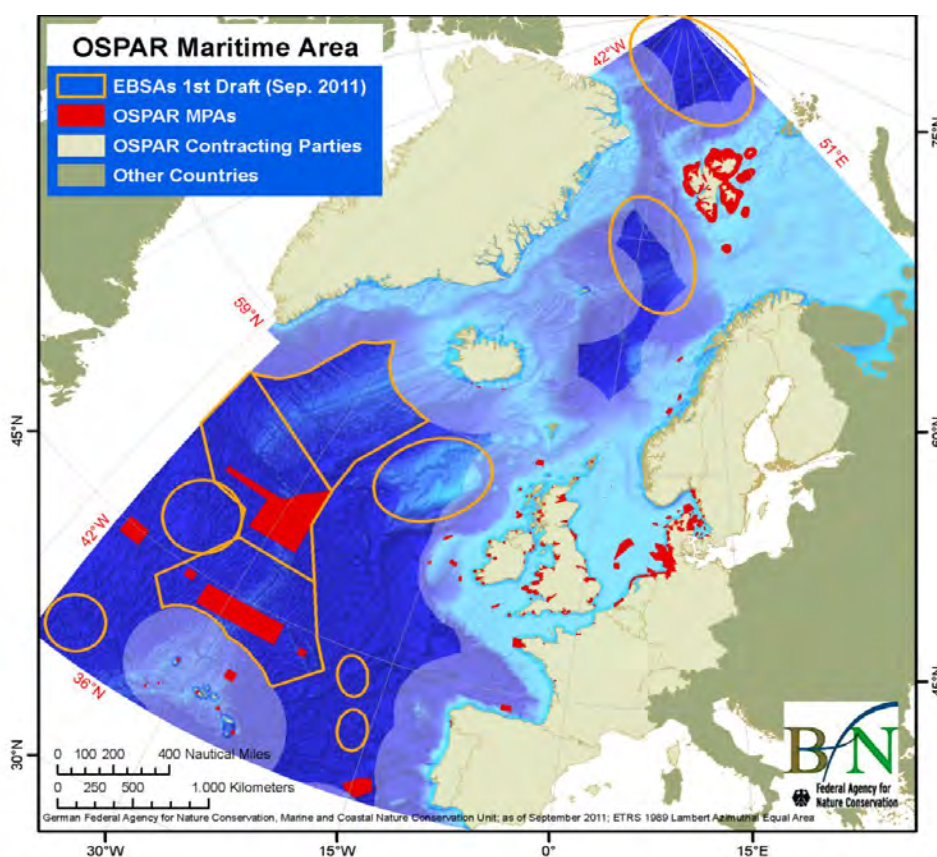 OSPAR Maritime Area
EBSAs 1st Draft (Sep. 2011)
OSPAR MPAs
OSPAR Contracting Parties
Other Countries
42°W
75°N
51°E
59°N
45°N
60°N
42°W
36°N
45°N
30°N
0 100 200 400 Nautical Miles
0 250 500 1.000 Kilometers
BfN
Federal Agency for
Nature Conservation
German Federal Agency for Nature Conservation, Marine and Coastal Nature Conservation Unit; as of September 2011; ETRS 1989 Lambert Azimuthal Equal Area
30°W 15°W 0° 15°E